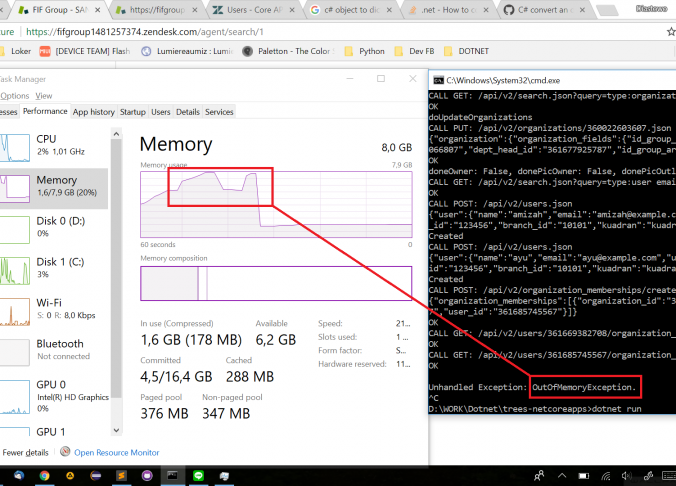 FIF Group - SAN
https://fifgroup1481257374
Users - Core AP
c# object to dic
.net - How to c
C# convert an o
Diastowo
https://fifgroup1481257374.zendesk.com/agent/search/1
Loker
[DEVICE TEAM] Flash
Lumiereaumiz : Lumie
Paletton - The Color S
Python
Dev FB
DOTNET
Task Manager
Options View
esses Performance App history Startup Users Details Services
CPU
2% 1,01 GHz
Memory
1,6/7,9 GB (20%)
Disk 0 (D:)
0%
Disk 1 (C:)
3%
Wi-Fi
S: 0 R: 8,0 Kbps
Bluetooth
Not connected
GPU 0
Intel(R) HD Graphics
0%
GPU 1
Memory
8,0 GB
Memory usage
7,9 GB
60 seconds
0
Memory composition
In use (Compressed)
1,6 GB (178 MB)
Available
6,2 GB
Committed
4,5/16,4 GB
Cached
288 MB
Paged pool
376 MB
Non-paged pool
347 MB
Speed: 21...
Slots used: 1 ...
Form factor: S...
Hardware reserved: 11...
Fewer details
Open Resource Monitor
C:\Windows\System32\cmd.exe
CALL GET: /api/v2/search.json?query=type:organizat
OK
doUpdateOrganizations
CALL PUT: /api/v2/organizations/360022603607.json
{"organization":{"organization_fields":{"id_group_
066807","dept_head_id":"361677925787","id_group_ar
OK
doneOwner: False, donePicOwner: False, donePicOutl
CALL GET: /api/v2/search.json?query=type:user emai
OK
CALL POST: /api/v2/users.json
{"user":{"name":"amizah","email":"amizah@example.c
_id":"123456","branch_id":"10101","kuadran":"kuadr
Created
CALL POST: /api/v2/users.json
{"user":{"name":"ayu","email":"ayu@example.com","u
id":"123456","branch_id":"10101","kuadran":"kuadra
Created
CALL POST: /api/v2/organization_memberships/create
{"organization_memberships":[{"organization_id":"3
7","user_id":"361685745567"}]}
OK
CALL GET: /api/v2/users/361669382708/organization_
OK
CALL GET: /api/v2/users/361685745567/organization_
OK
Unhandled Exception: OutOfMemoryException.
^C
D:\WORK\Dotnet\trees-netcoreapps>dotnet run